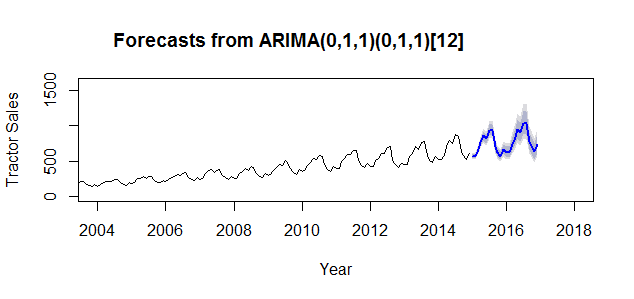 Forecasts from ARIMA(0,1,1)(0,1,1)[12]
Tractor Sales
1500
500
0
2004 2006 2008 2010 2012 2014 2016 2018
Year